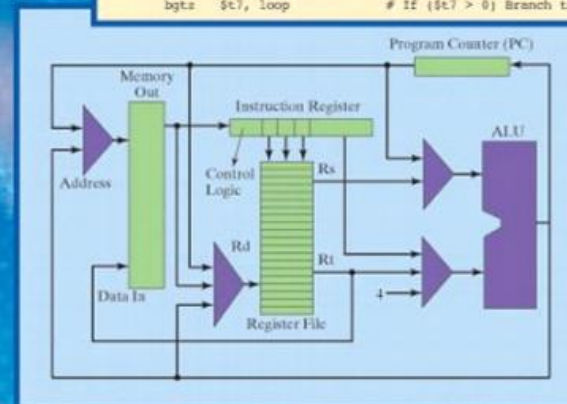 bgtz $t7, loop # If ($t7 > 0) Branch t
Program Counter (PC)
Memory
Out
Instruction Register
ALU
Control
Logic
Rs
Address
Rd
Rt
4
Data In
Register File